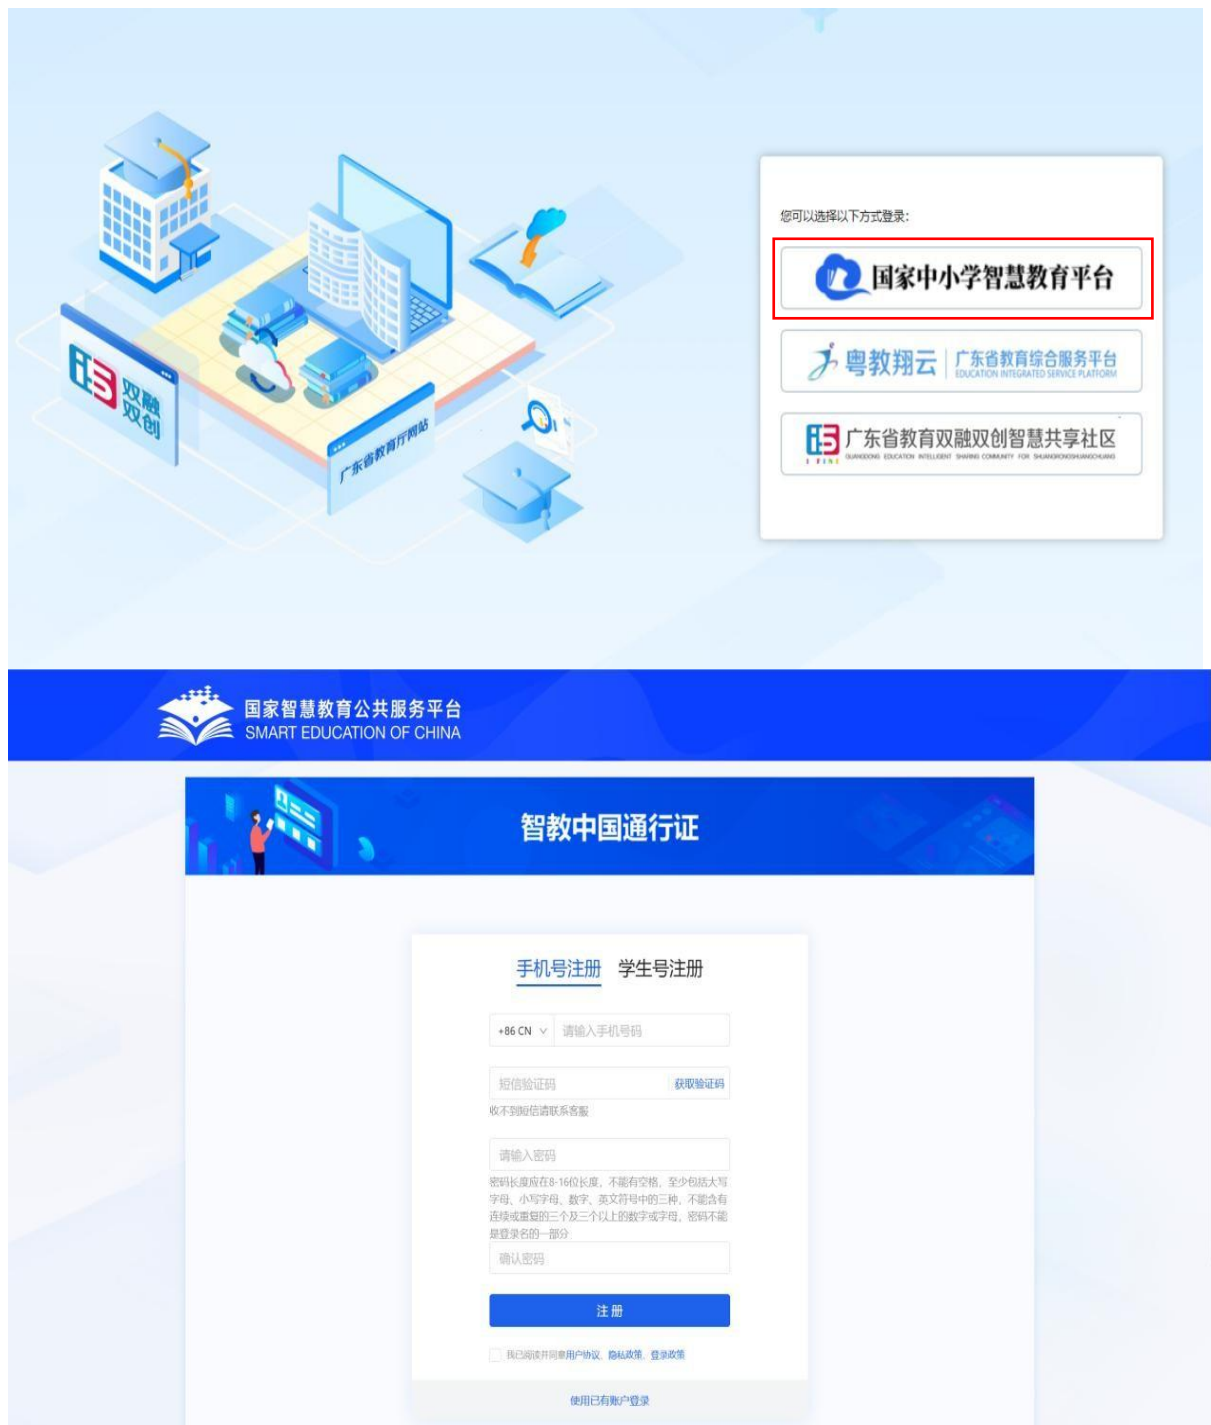 您可以选择以下方式登录：
国家中小学智慧教育平台
粤教翔云 广东省教育综合服务平台
EDUCATION INTEGRATED SERVICE PLATFORM
广东省教育双融双创智慧共享社区
GUANGDONG EDUCATION INTELLIGENT SHARING COMMUNITY FOR SHUANGRONGSHUANGCHUANG
双融
双创
广东省教育厅网站
国家智慧教育公共服务平台
SMART EDUCATION OF CHINA
智教中国通行证
手机号注册 学生号注册
+86 CN 请输入手机号码
短信验证码 获取验证码
收不到短信请联系客服
请输入密码
密码长度应在8-16位长度，不能有空格，至少包括大写
字母、小写字母、数字、英文符号中的三种，不能含有
连续或重复的三个及三个以上的数字或字母，密码不能
是登录名的一部分
确认密码
注 册
我已阅读并同意用户协议、隐私政策、登录政策
使用已有账户登录